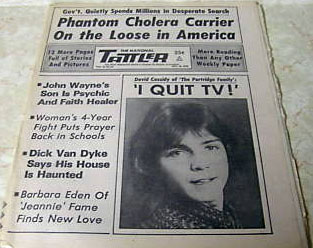 Gov't. Quietly Spends Millions in Desperate Search
Phantom Cholera Carrier
On the Loose in America
12 More Pages
Full of Stories
And Pictures
THE NATIONAL
TATTLER
25¢
More Reading
Than Any Other
Weekly Paper
John Wayne's
Son Is Psychic
And Faith Healer
Woman's 4-Year
Fight Puts Prayer
Back in Schools
Dick Van Dyke
Says His House
Is Haunted
Barbara Eden Of
'Jeannie' Fame
Finds New Love
David Cassidy of 'The Partridge Family':
'I QUIT TV!'